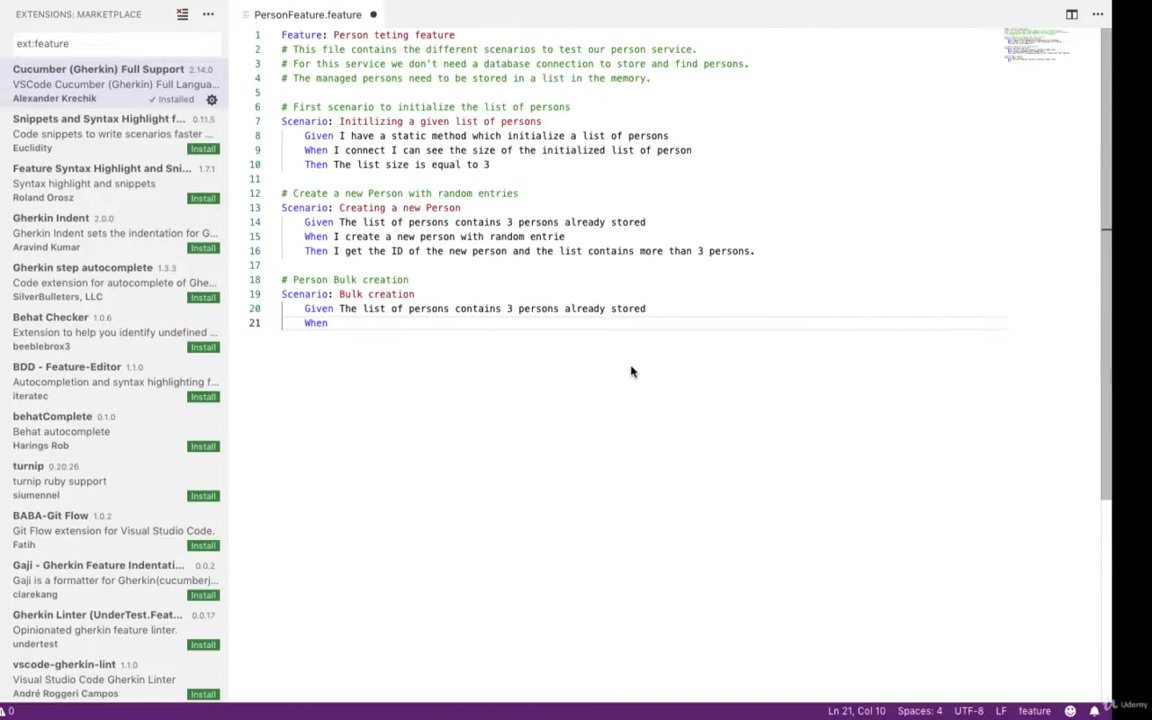 EXTENSIONS: MARKETPLACE
ext:feature
Cucumber (Gherkin) Full Support 2.14.0
VSCode Cucumber (Gherkin) Full Langua...
Alexander Krechik ✓ Installed
Snippets and Syntax Highlight f... 0.11.5
Code snippets to write scenarios faster ...
Euclidity Install
Feature Syntax Highlight and Sni... 1.7.1
Syntax highlight and snippets
Roland Orosz Install
Gherkin Indent 2.0.0
Gherkin Indent sets the indentation for G...
Aravind Kumar Install
Gherkin step autocomplete 1.3.3
Code extension for autocomplete of Ghe...
SilverBulleters, LLC Install
Behat Checker 1.0.6
Extension to help you identify undefined ...
beeblebrox3 Install
BDD - Feature-Editor 1.1.0
Autocompletion and syntax highlighting f...
iteratec Install
behatComplete 0.1.0
Behat autocomplete
Harings Rob Install
turnip 0.20.26
turnip ruby support
siumennel Install
BABA-Git Flow 1.0.2
Git Flow extension for Visual Studio Code.
Fatih Install
Gaji - Gherkin Feature Indentati... 0.0.2
Gaji is a formatter for Gherkin(cucumberj...
clarekang Install
Gherkin Linter (UnderTest.Feat... 0.0.17
Opinionated gherkin feature linter.
undertest Install
vscode-gherkin-lint 1.1.0
Visual Studio Code Gherkin Linter
André Roggeri Campos Install
PersonFeature.feature
1 Feature: Person teting feature
2 # This file contains the different scenarios to test our person service.
3 # For this service we don't need a database connection to store and find persons.
4 # The managed persons need to be stored in a list in the memory.
5
6 # First scenario to initialize the list of persons
7 Scenario: Initilizing a given list of persons
8 Given I have a static method which initialize a list of persons
9 When I connect I can see the size of the initialized list of person
10 Then The list size is equal to 3
11
12 # Create a new Person with random entries
13 Scenario: Creating a new Person
14 Given The list of persons contains 3 persons already stored
15 When I create a new person with random entrie
16 Then I get the ID of the new person and the list contains more than 3 persons.
17
18 # Person Bulk creation
19 Scenario: Bulk creation
20 Given The list of persons contains 3 persons already stored
21 When
0 Ln 21, Col 10 Spaces: 4 UTF-8 LF feature
Udemy